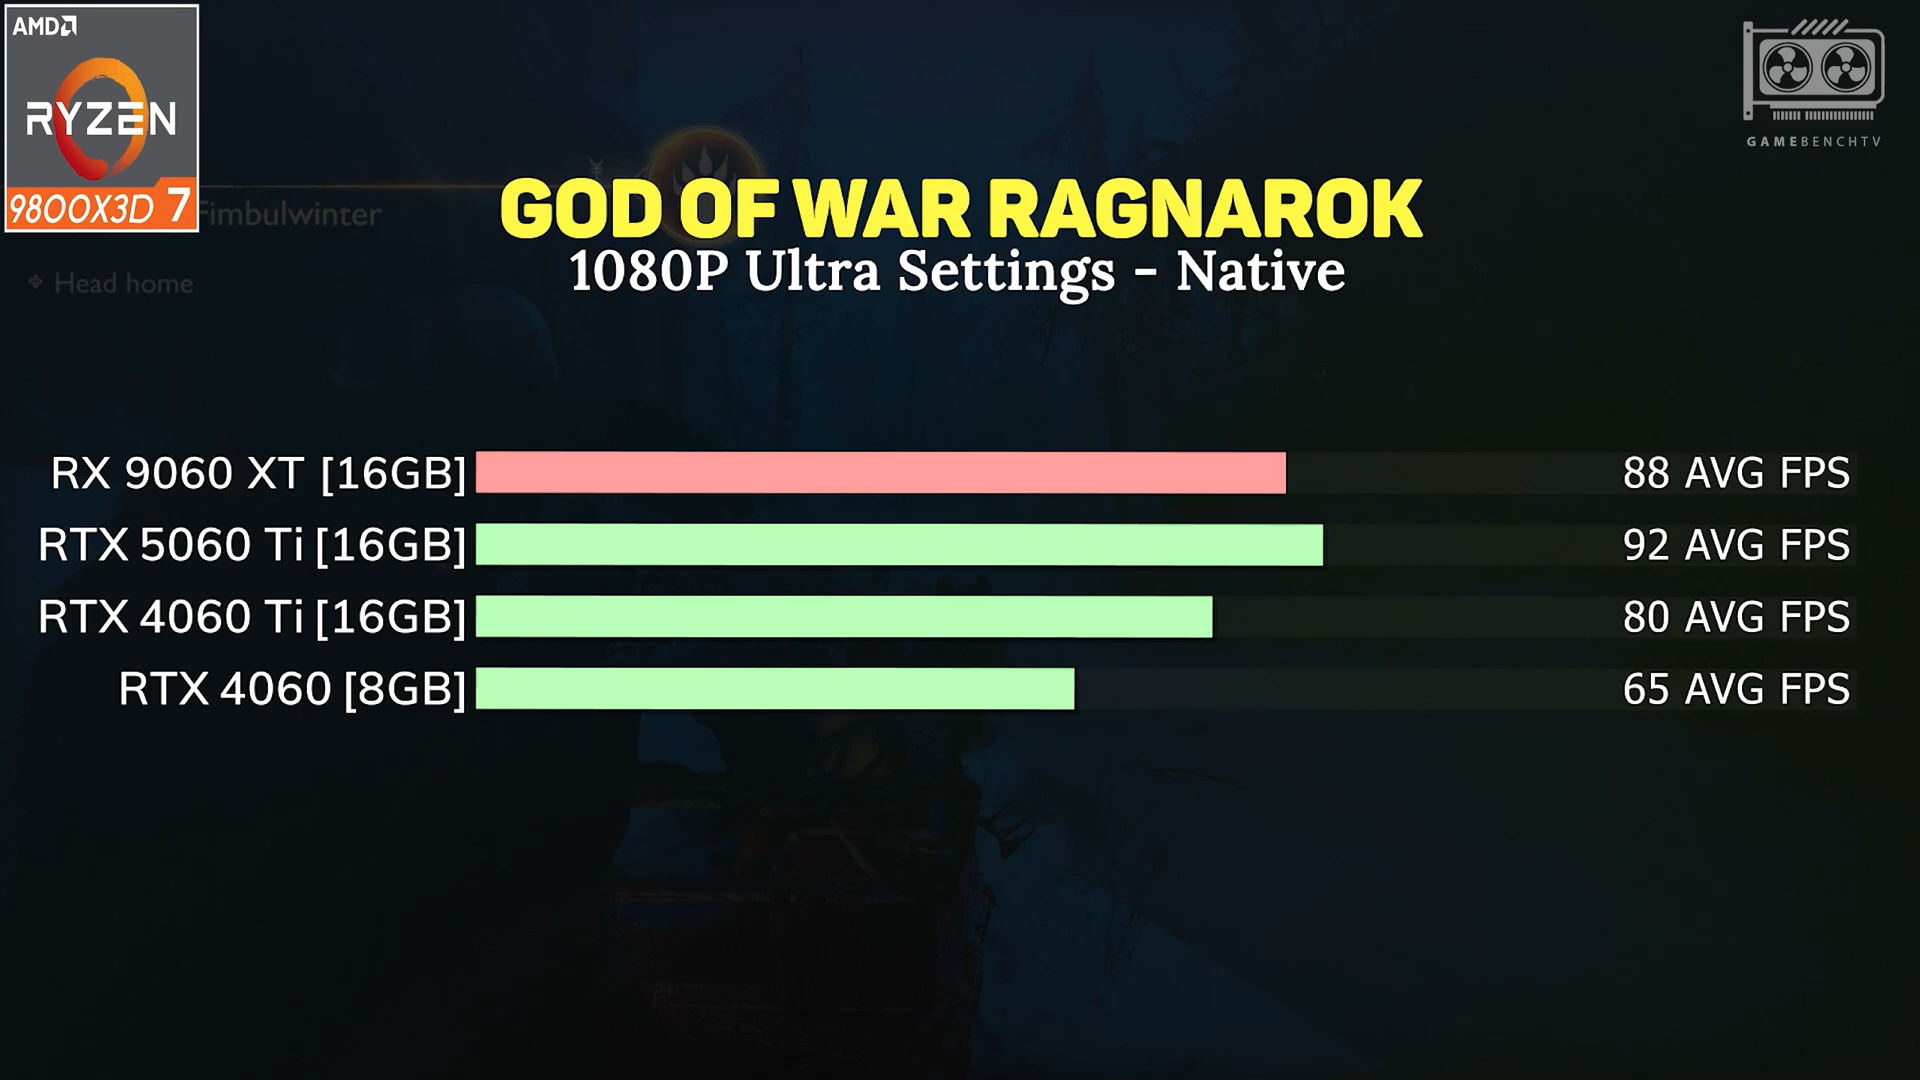 AMD
RYZEN
9800X3D 7
GAMEBENCHTV
Fimbulwinter
Head home
GOD OF WAR RAGNAROK
1080P Ultra Settings - Native
RX 9060 XT [16GB] 88 AVG FPS
RTX 5060 Ti [16GB] 92 AVG FPS
RTX 4060 Ti [16GB] 80 AVG FPS
RTX 4060 [8GB] 65 AVG FPS